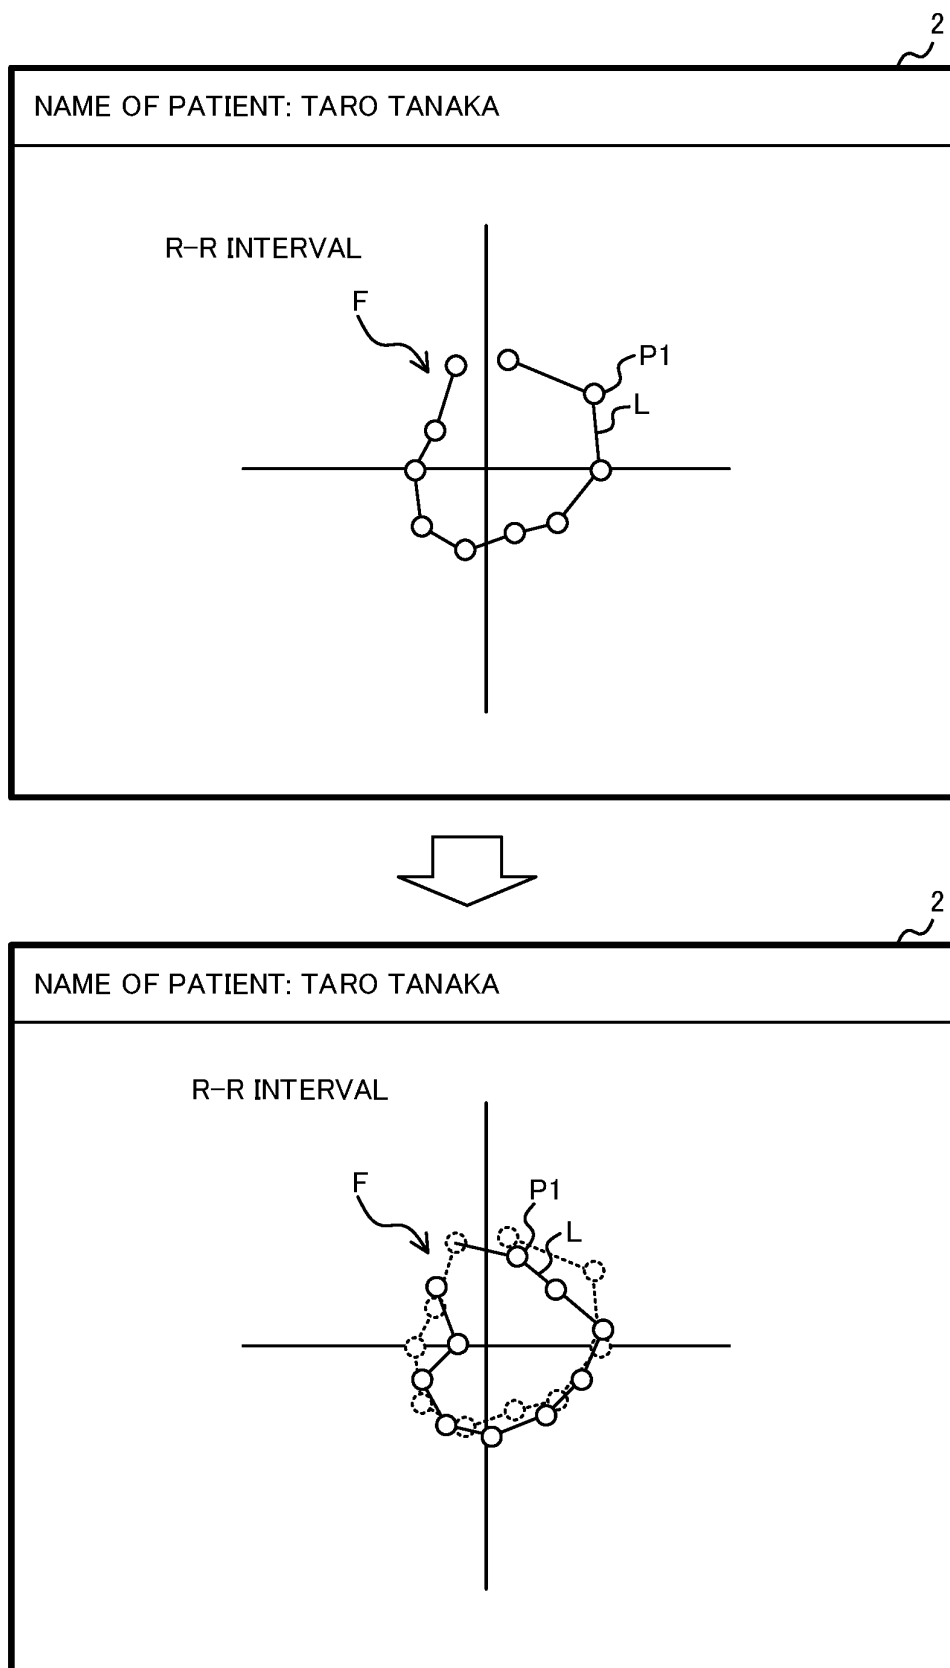 2
NAME OF PATIENT: TARO TANAKA
R-R INTERVAL
F
P1
L
2
NAME OF PATIENT: TARO TANAKA
R-R INTERVAL
F
P1
L